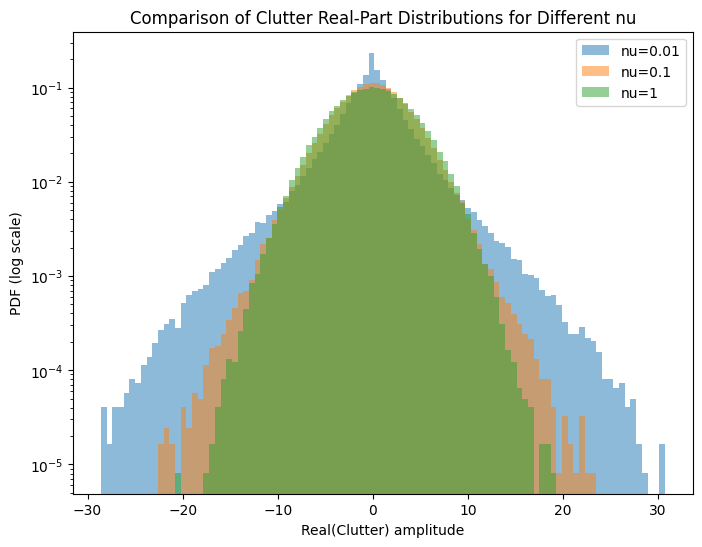 Comparison of Clutter Real-Part Distributions for Different nu
nu=0.01
nu=0.1
nu=1
10⁻¹
10⁻²
10⁻³
10⁻⁴
10⁻⁵
PDF (log scale)
−30 −20 −10 0 10 20 30
Real(Clutter) amplitude